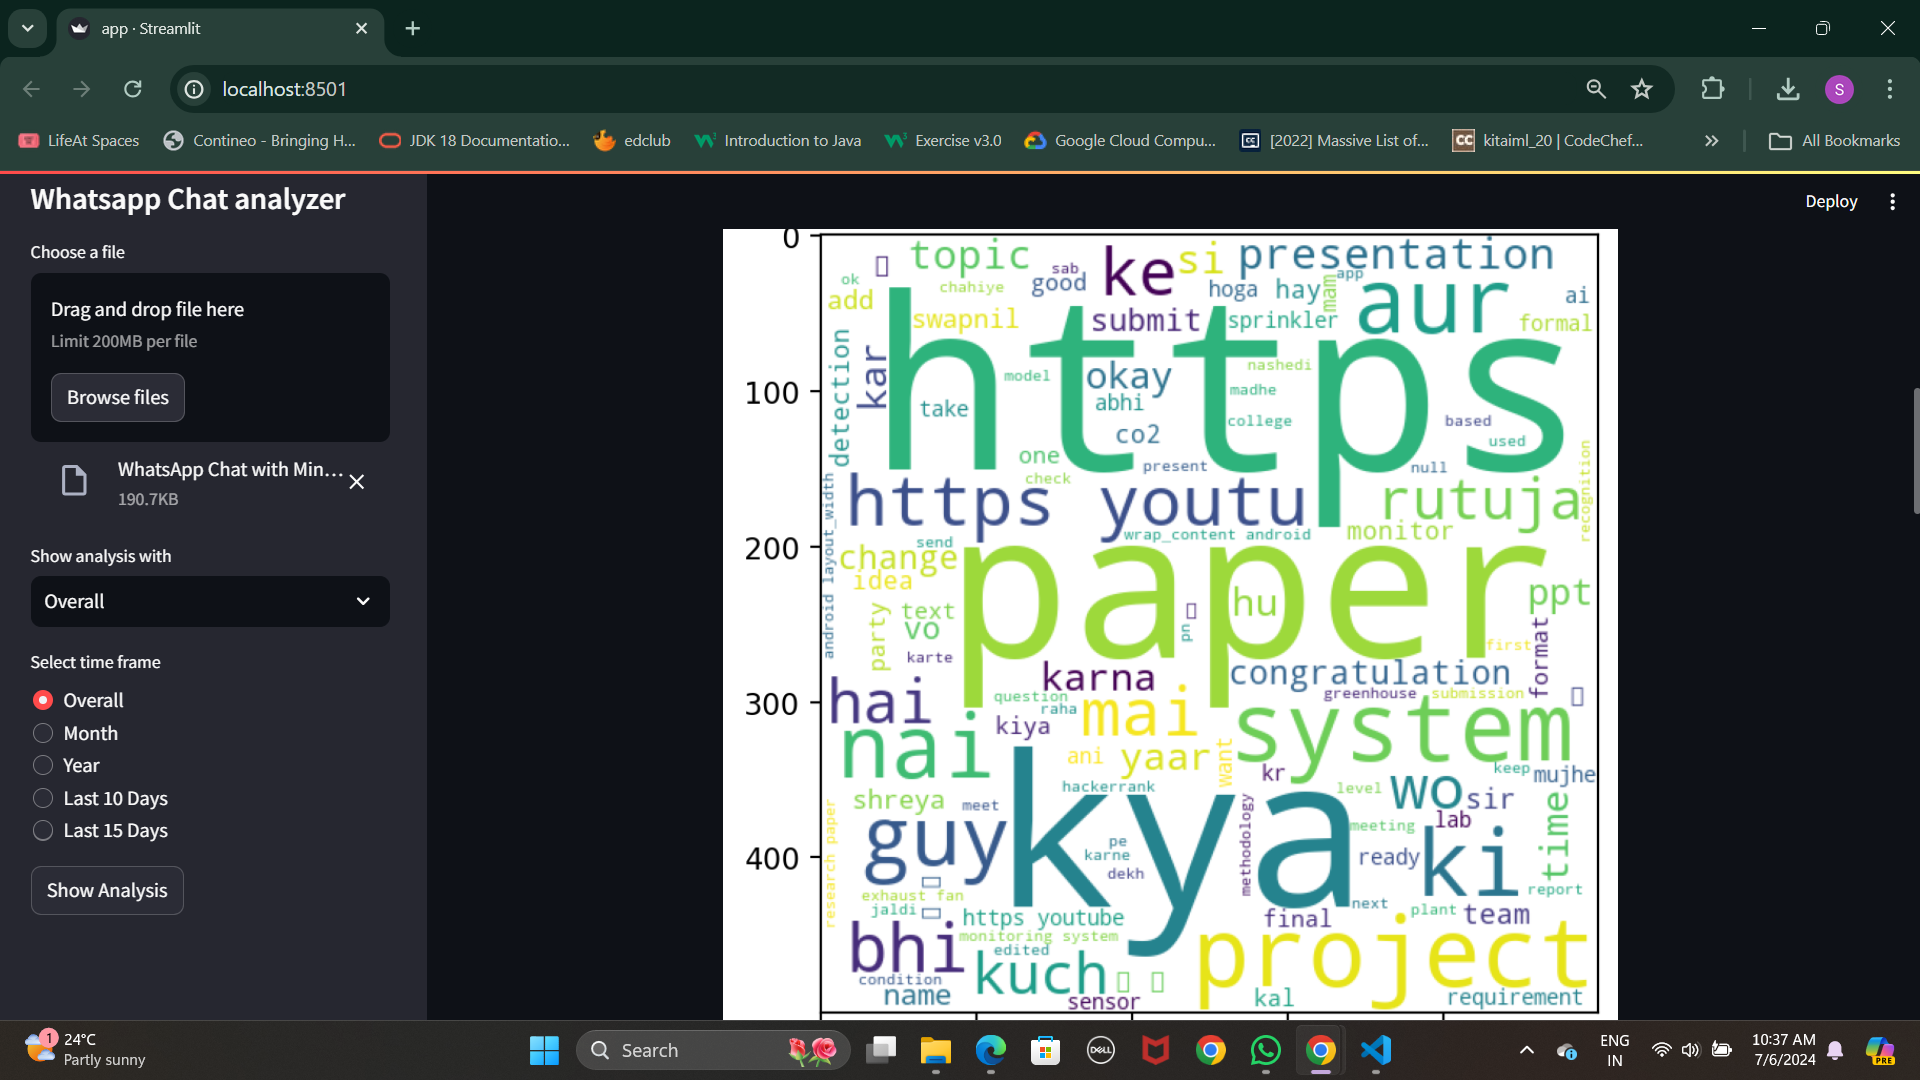 app · Streamlit
localhost:8501
LifeAt Spaces
Contineo - Bringing H...
JDK 18 Documentatio...
edclub
Introduction to Java
Exercise v3.0
Google Cloud Compu...
[2022] Massive List of...
kitaiml_20 | CodeChef...
All Bookmarks
S
Whatsapp Chat analyzer
Choose a file
Drag and drop file here
Limit 200MB per file
Browse files
WhatsApp Chat with Min...
190.7KB
Show analysis with
Overall
Select time frame
Overall
Month
Year
Last 10 Days
Last 15 Days
Show Analysis
Deploy
0
100
200
300
400
topic
sab
ke
si
presentation
ok
chahiye
good
hoga
hay
mam
app
aur
ai
add
swapnil
submit
sprinkler
formal
detection
kar
https
model
okay
nashedi
take
abhi
madhe
co2
college
based
used
one
present
null
check
recognition
https youtu
rutuja
android layout_width
send
wrap_content android
monitor
change
idea
paper
party
text
vo
hu
pn
ppt
karte
first
format
karna
congratulation
hai
question
raha
mai
greenhouse
submission
nai
kiya
system
ani
yaar
want
kr
keep
mujhe
hackerrank
shreya
meet
level
wo
sir
research paper
guy
kya
pe
karne
dekh
methodology
meeting
lab
ready
ki
time
exhaust fan
jaldi
https youtube
next
plant
report
final
team
bhi
monitoring system
edited
project
condition
kuch
name
sensor
kal
requirement
1
24°C
Partly sunny
Search
DELL
ENG
IN
10:37 AM
7/6/2024
PRE